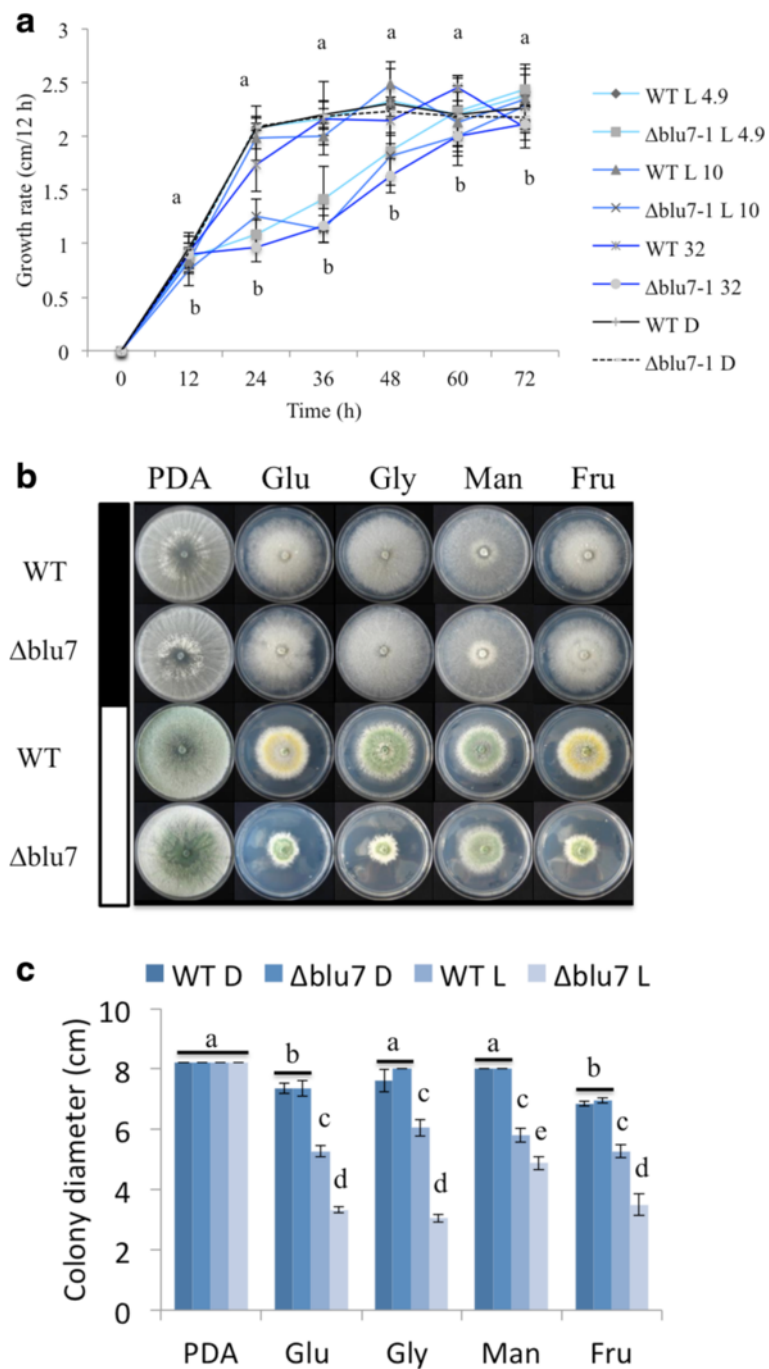 a
3
2.5
2
1.5
1
0.5
0
Growth rate (cm/12 h)
a a a a a a
b b b b b b
0 12 24 36 48 60 72
Time (h)
WT L 4.9
Δblu7-1 L 4.9
WT L 10
Δblu7-1 L 10
WT 32
Δblu7-1 32
WT D
Δblu7-1 D
b
PDA Glu Gly Man Fru
WT
Δblu7
WT
Δblu7
c
WT D Δblu7 D WT L Δblu7 L
Colony diameter (cm)
10
8
6
4
2
0
a
b c d
a c d
a c e
b c d
PDA Glu Gly Man Fru